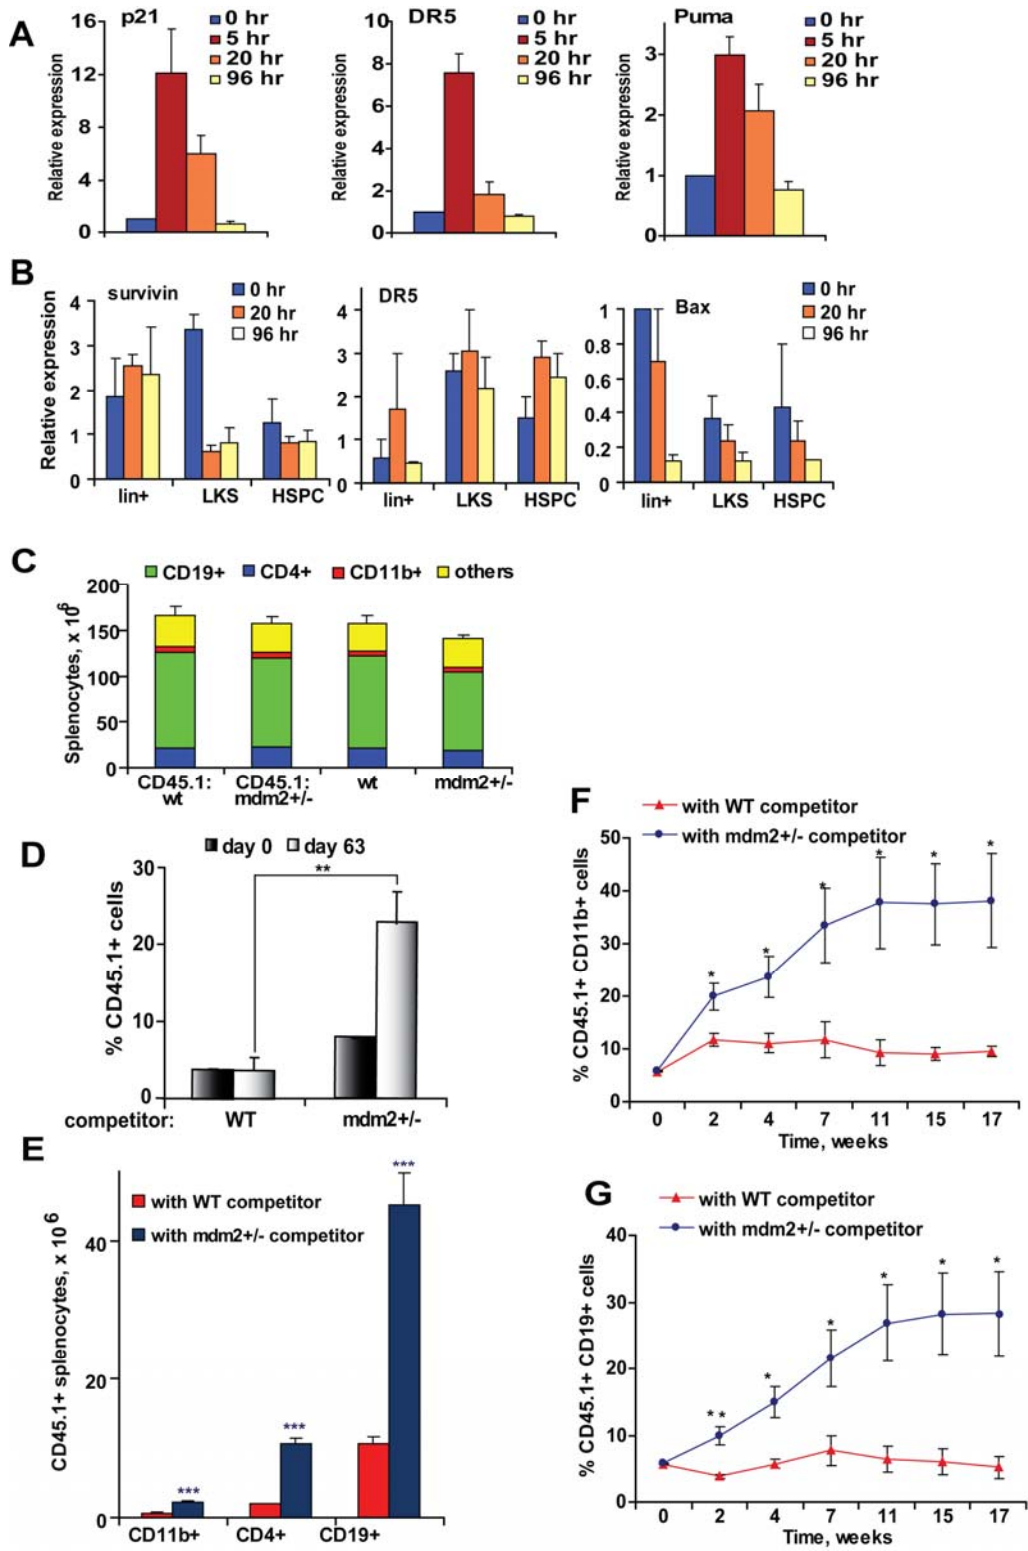 A
p21
0 hr
5 hr
20 hr
96 hr
Relative expression
16
12
8
4
0
DR5
0 hr
5 hr
20 hr
96 hr
Relative expression
10
8
6
4
2
0
Puma
0 hr
5 hr
20 hr
96 hr
Relative expression
3
2
1
0
B
survivin
0 hr
20 hr
96 hr
Relative expression
4
3
2
1
0
lin+ LKS HSPC
DR5
4
3
2
1
0
lin+ LKS HSPC
Bax
0 hr
20 hr
96 hr
1
0.8
0.6
0.4
0.2
0
lin+ LKS HSPC
C
CD19+ CD4+ CD11b+ others
Splenocytes, x 10⁶
200
150
100
50
0
CD45.1: CD45.1: wt mdm2+/-
wt mdm2+/-
D
day 0 day 63
**
% CD45.1+ cells
30
20
10
0
competitor: WT mdm2+/-
E
with WT competitor
with mdm2+/- competitor
CD45.1+ splenocytes, x 10⁶
40
20
0
***
***
***
CD11b+ CD4+ CD19+
F
with WT competitor
with mdm2+/- competitor
% CD45.1+ CD11b+ cells
50
40
30
20
10
0
* * * * * *
0 2 4 7 11 15 17
Time, weeks
G
with WT competitor
with mdm2+/- competitor
% CD45.1+ CD19+ cells
40
30
20
10
0
* * * * * * *
0 2 4 7 11 15 17
Time, weeks